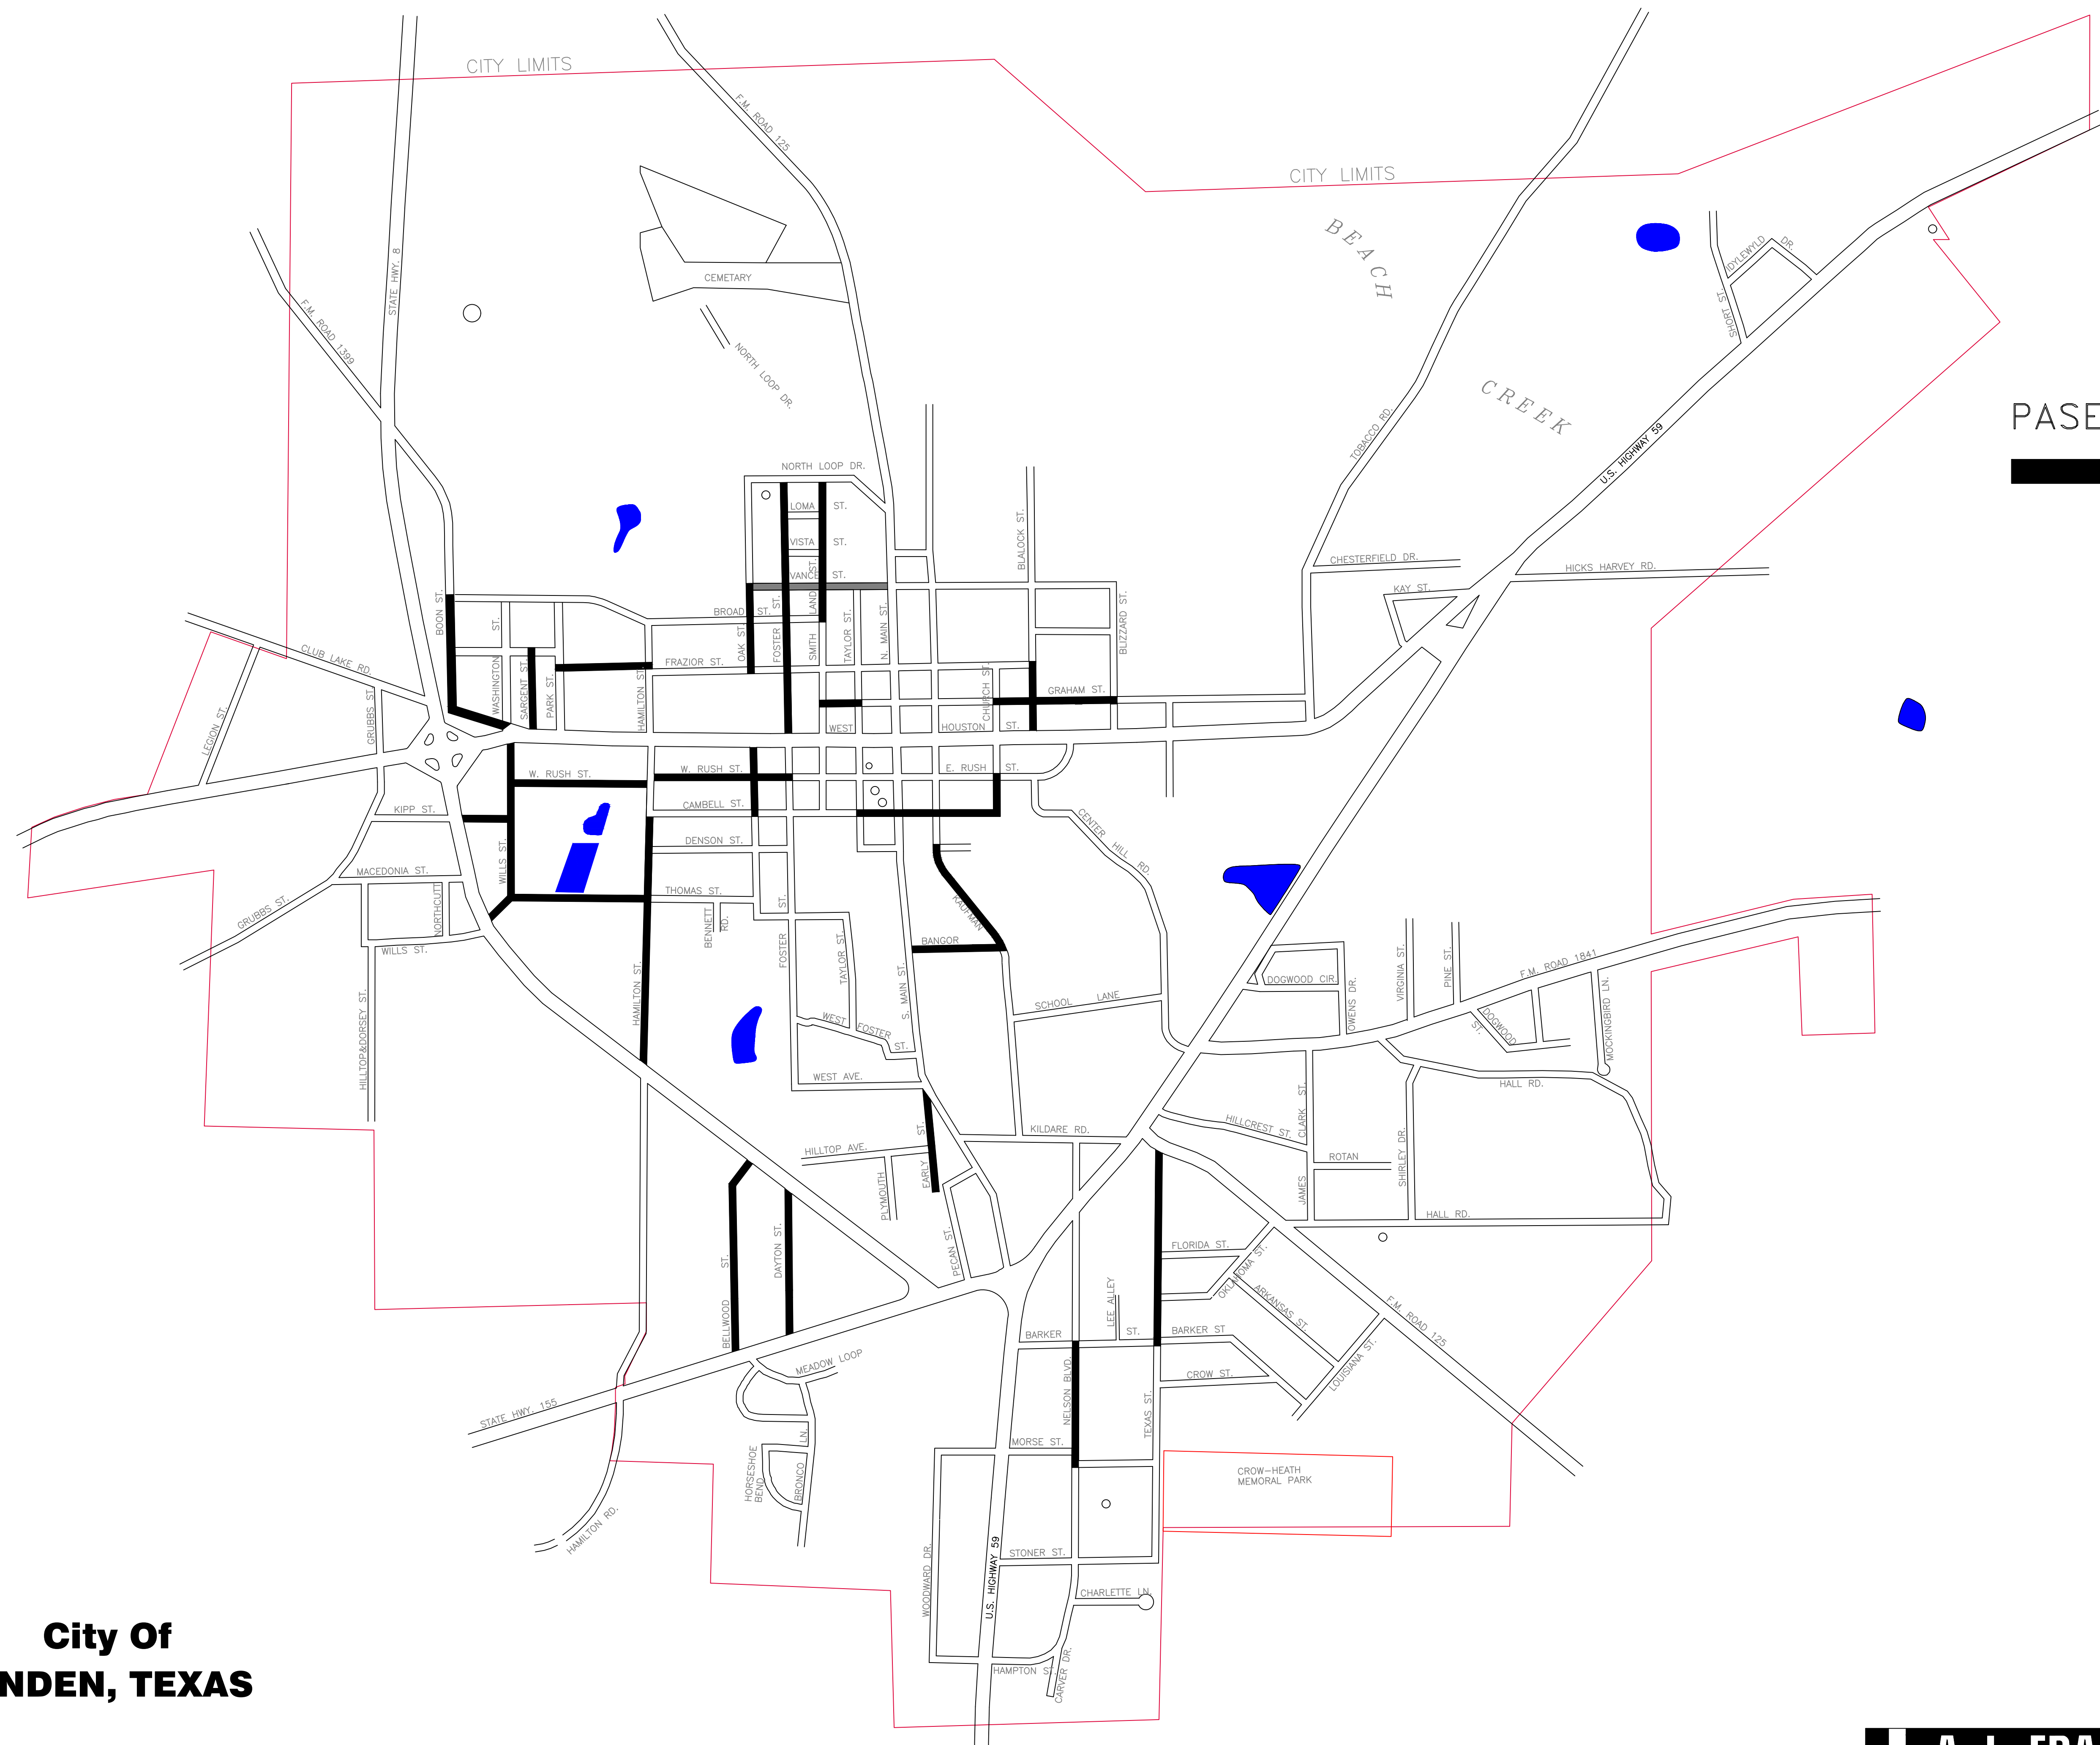 CITY LIMITS
F.M. ROAD 125
CITY LIMITS
BEACH
CREEK
STATE HWY. 8
F.M. ROAD 1399
CEMETARY
NORTH LOOP DR.
IDYLEWYLD DR.
SHORT ST
U.S. HIGHWAY 59
TOBACCO RD.
PASE
NORTH LOOP DR.
LOMA ST.
VISTA ST.
VANCE ST.
BLALOCK ST.
CHESTERFIELD DR.
HICKS HARVEY RD.
KAY ST.
BOON ST.
WASHINGTON ST.
SARGENT ST.
PARK ST.
HAMILTON ST.
BROAD ST.
OAK ST.
FOSTER ST.
SMITH LAND ST.
TAYLOR ST.
N. MAIN ST.
BLIZZARD ST.
FRAZIOR ST.
CHURCH ST.
GRAHAM ST.
WEST HOUSTON ST.
CLUB LAKE RD.
LEGION ST.
GRUBBS ST.
W. RUSH ST.
W. RUSH ST.
E. RUSH ST.
CAMBELL ST.
KIPP ST.
DENSON ST.
CENTER HILL RD.
WILLS ST.
MACEDONIA ST.
NORTHCUTT
GRUBBS ST.
WILLS ST.
THOMAS ST.
BENNETT RD.
FOSTER ST.
TAYLOR ST.
KAUFMAN
BANGOR
S. MAIN ST.
HAMILTON ST.
HILLTOP&DORSEY ST.
SCHOOL LANE
WEST FOSTER ST.
WEST AVE.
DOGWOOD CIR.
OWENS DR.
VIRGINIA ST.
PINE ST.
F.M. ROAD 1841
DOGWOOD ST.
MOCKINGBIRD LN.
HALL RD.
HILLTOP AVE.
PLYMOUTH
EARLY ST.
KILDARE RD.
HILLCREST ST.
JAMES CLARK ST.
ROTAN
SHIRLEY DR.
HALL RD.
PECAN ST.
BELLWOOD ST.
DAYTON ST.
FLORIDA ST.
OKLAHOMA ST.
ARKANSAS ST.
LEE ALLEY
BARKER ST.
BARKER ST
LOUISIANA ST.
F.M. ROAD 125
CROW ST.
MEADOW LOOP
STATE HWY. 155
NELSON BLVD.
TEXAS ST.
MORSE ST.
HORSESHOE
BEND
BRONCO LN.
CROW-HEATH
MEMORAL PARK
HAMILTON RD.
WOODWARD DR.
U.S. HIGHWAY 59
STONER ST.
CHARLETTE LN.
HAMPTON ST.
CARVER DR.
City Of
NDEN, TEXAS